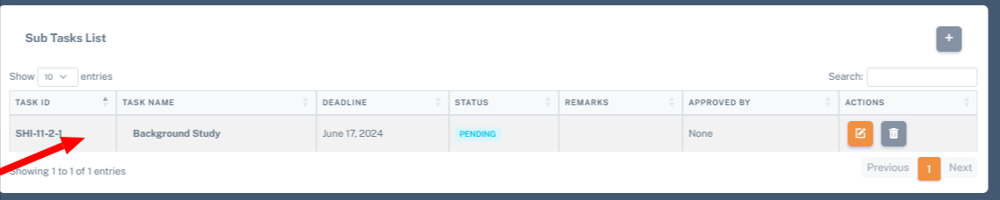 Sub Tasks List
+
Show 10 entries
Search:
TASK ID TASK NAME DEADLINE STATUS REMARKS APPROVED BY ACTIONS
SHI-11-2-1 Background Study June 17, 2024 PENDING None
Showing 1 to 1 of 1 entries
Previous 1 Next